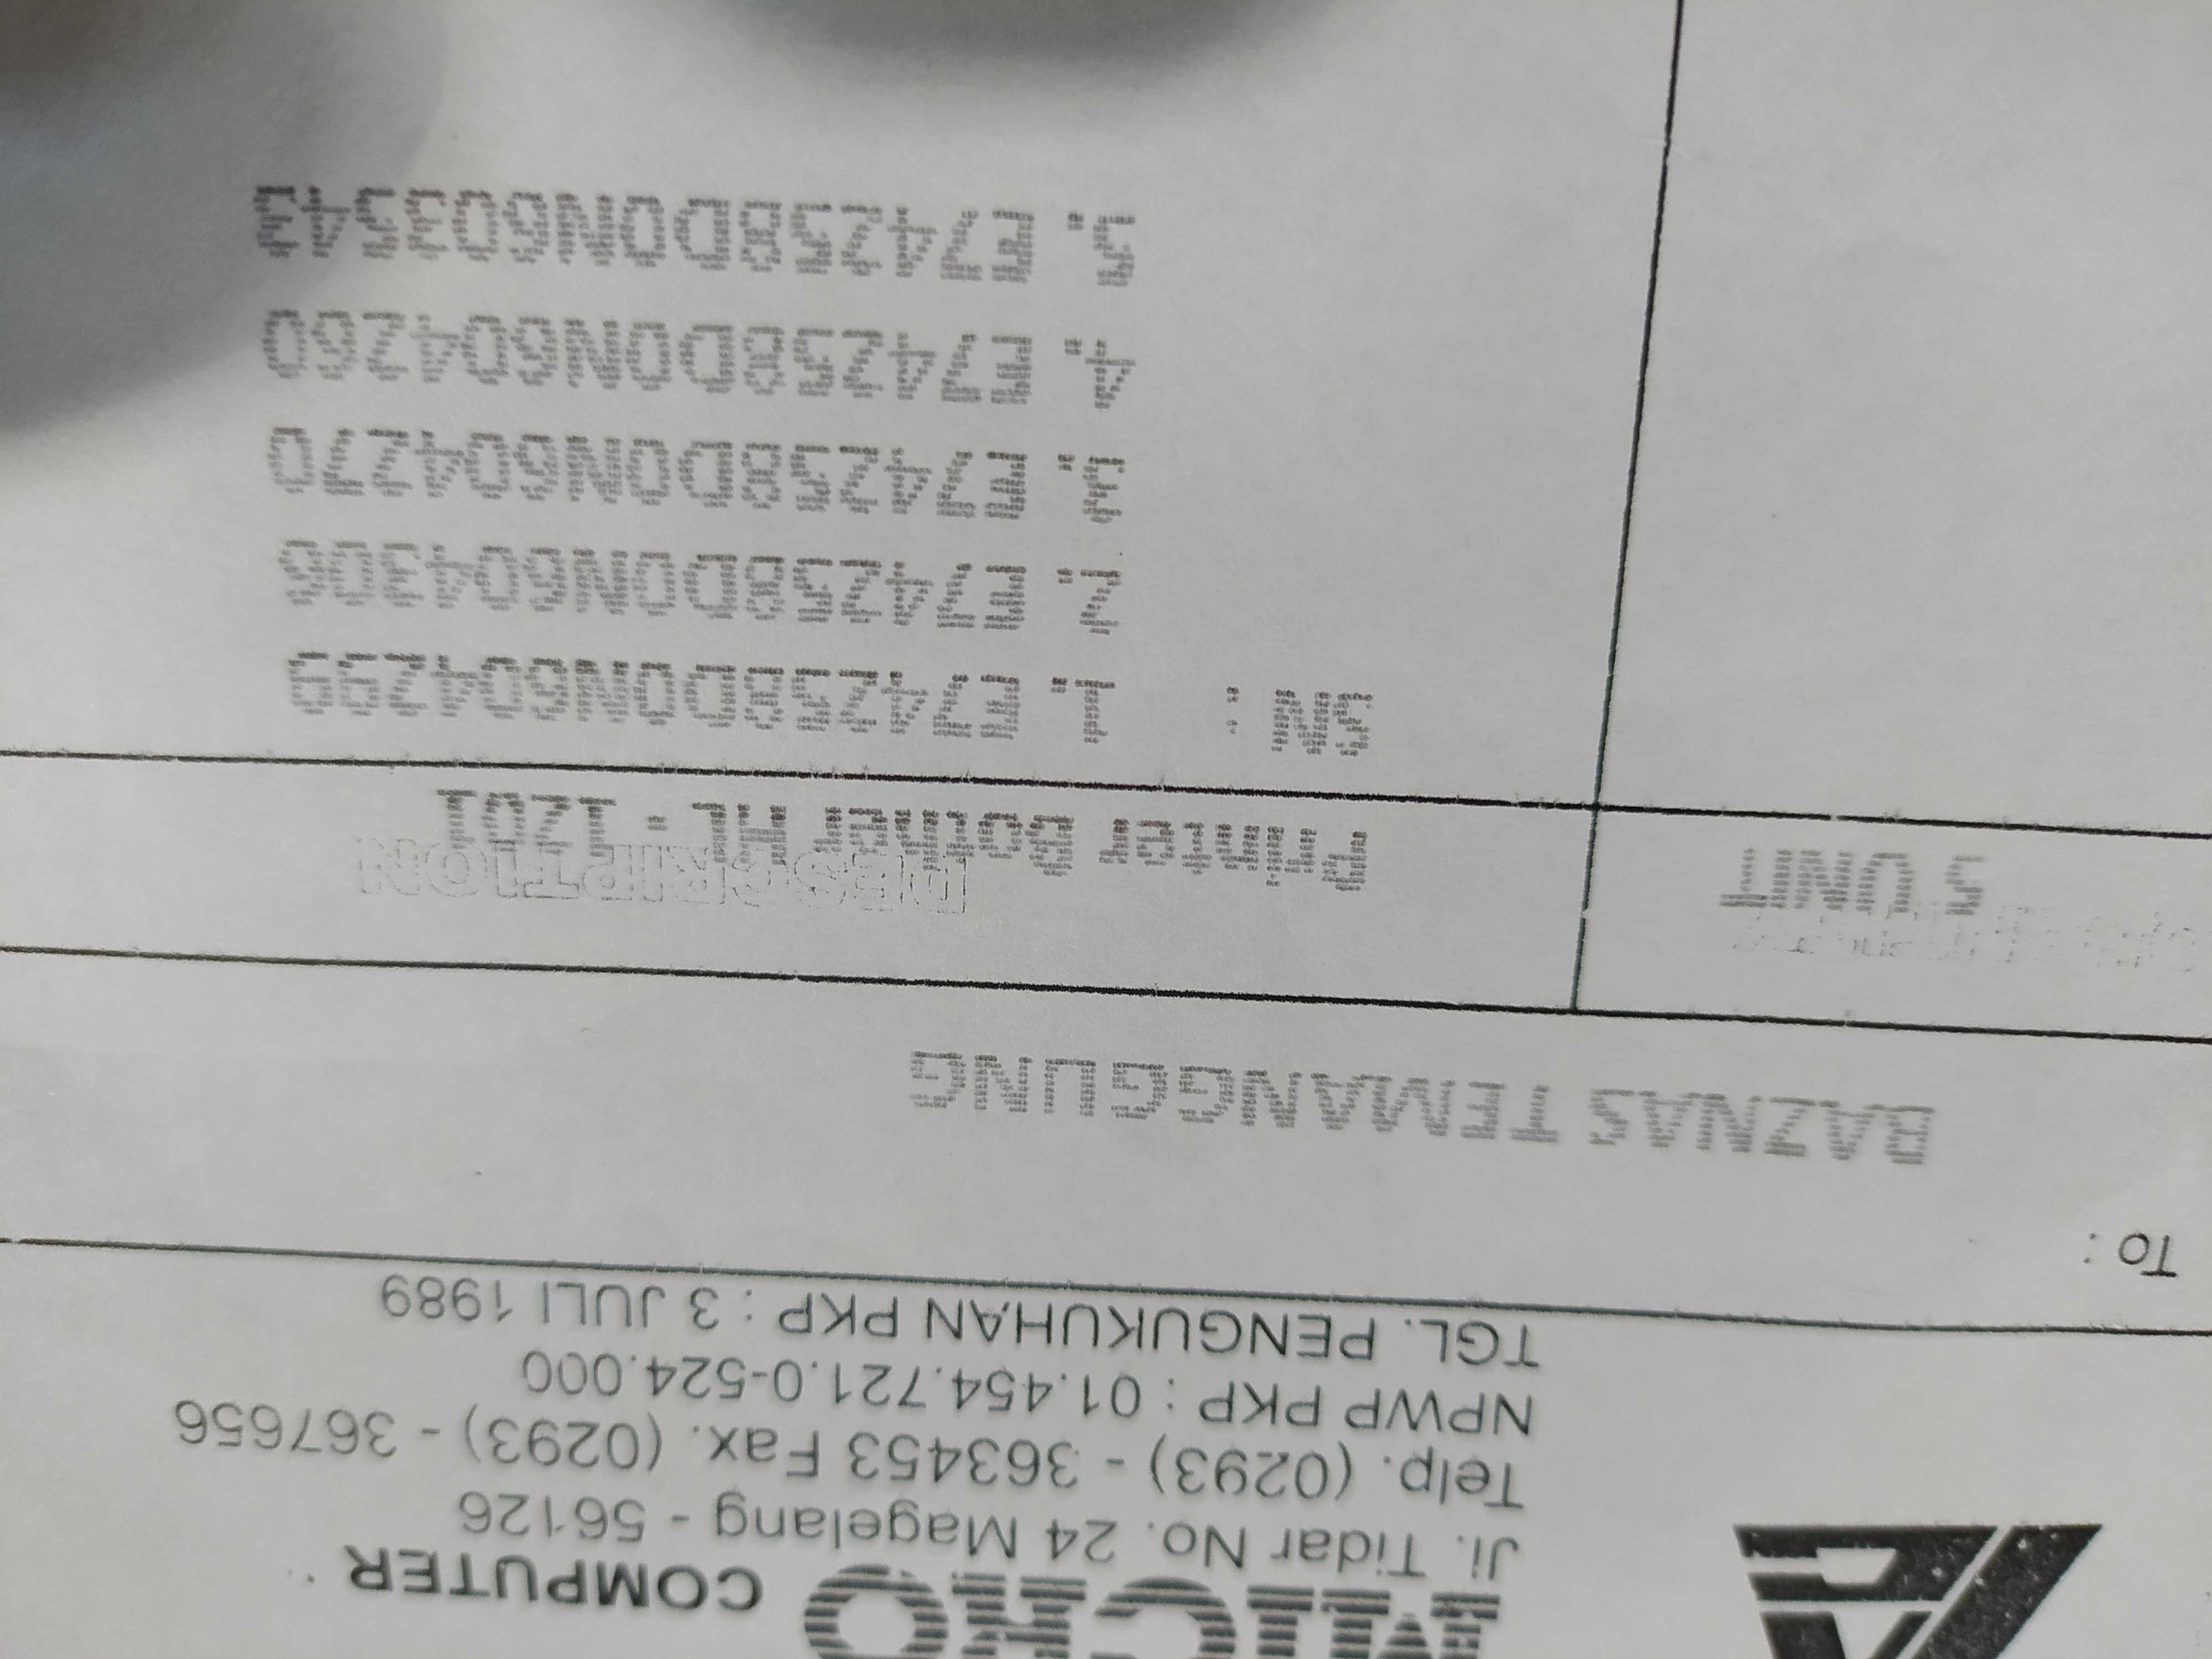 MICRO COMPUTER
Jl. Tidar No. 24 Magelang - 56126
Telp. (0293) - 363453 Fax. (0293) - 367656
NPWP PKP : 01.454.721.0-524.000
TGL. PENGUKUHAN PKP : 3 JULI 1989
To :
BAZNAS TEMANGGUNG
DESCRIPTION
5 UNIT
Printer Brother HL - 1201
SN : 1. E74258D0N604299
2. E74258D0N604306
3. E74258D0N604270
4. E74258D0N604260
5. E74258D0N603543